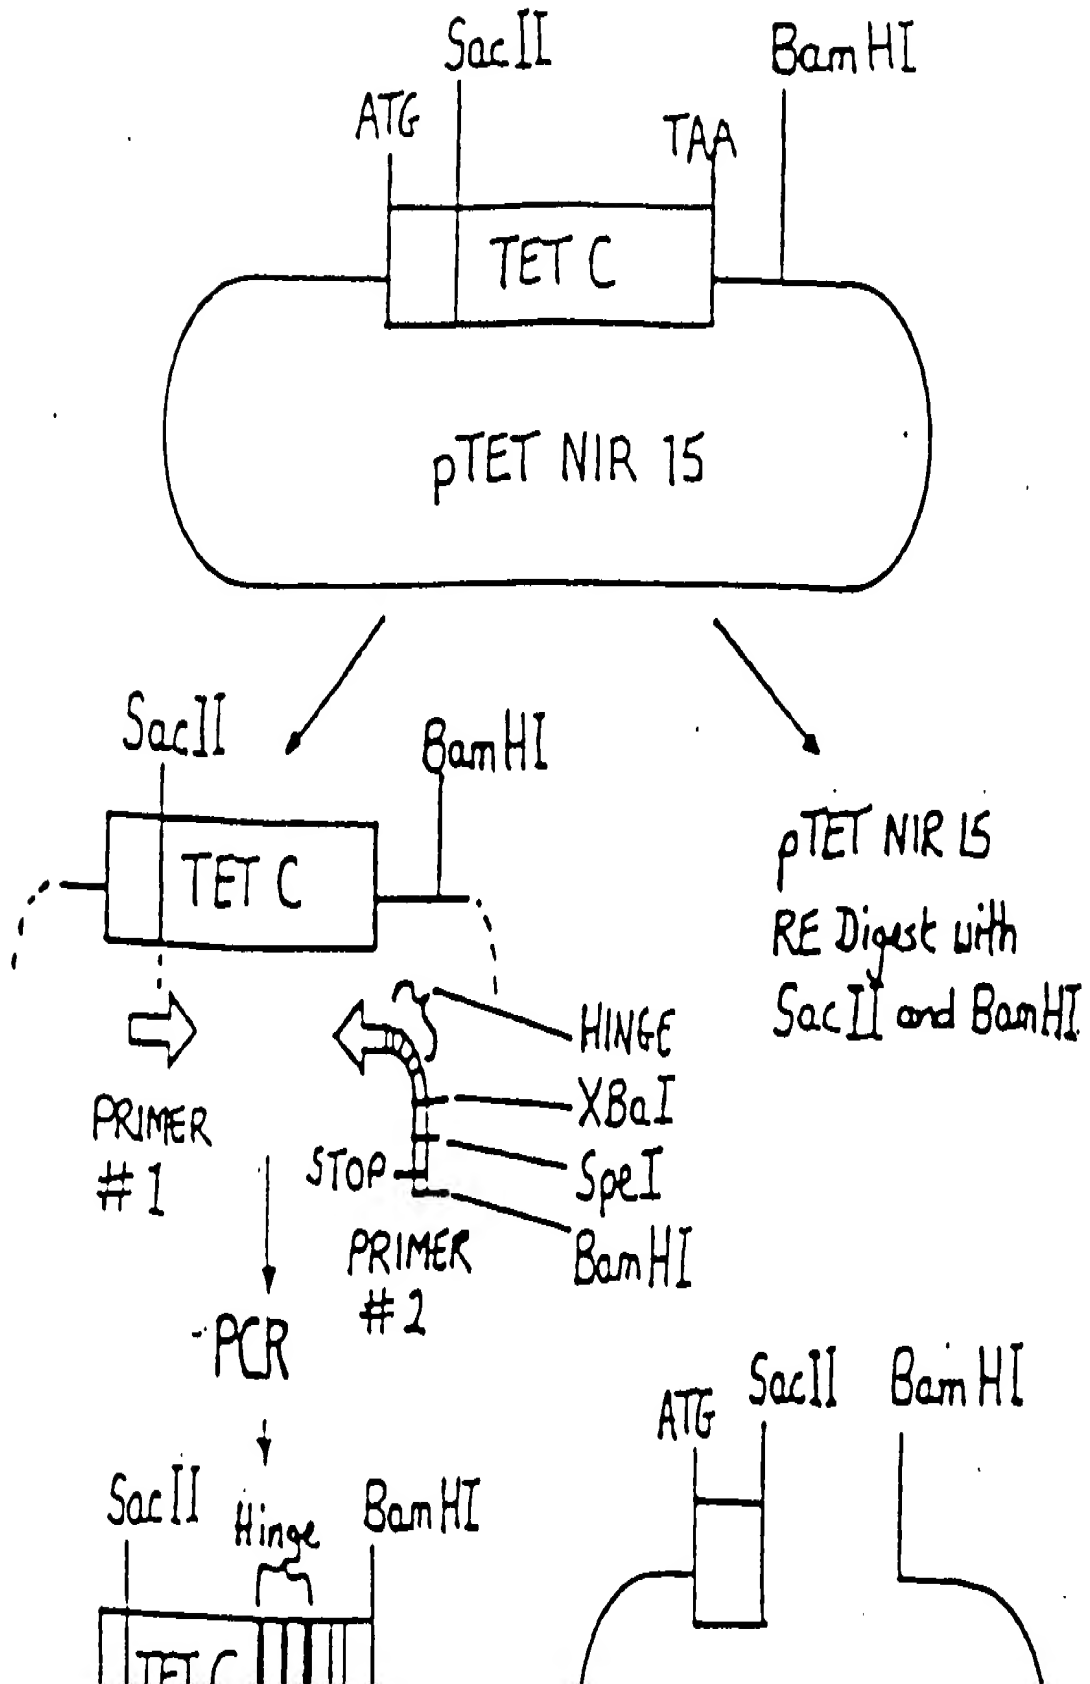 SacII
BamHI
ATG
TAA
TET C
pTET NIR 15
SacII
BamHI
TET C
pTET NIR 15
RE Digest with
SacII and BamHI
HINGE
XBaI
SpeI
BamHI
STOP
PRIMER
#1
PRIMER
#2
PCR
SacII
Hinge
BamHI
TET C
ATG
SacII
BamHI